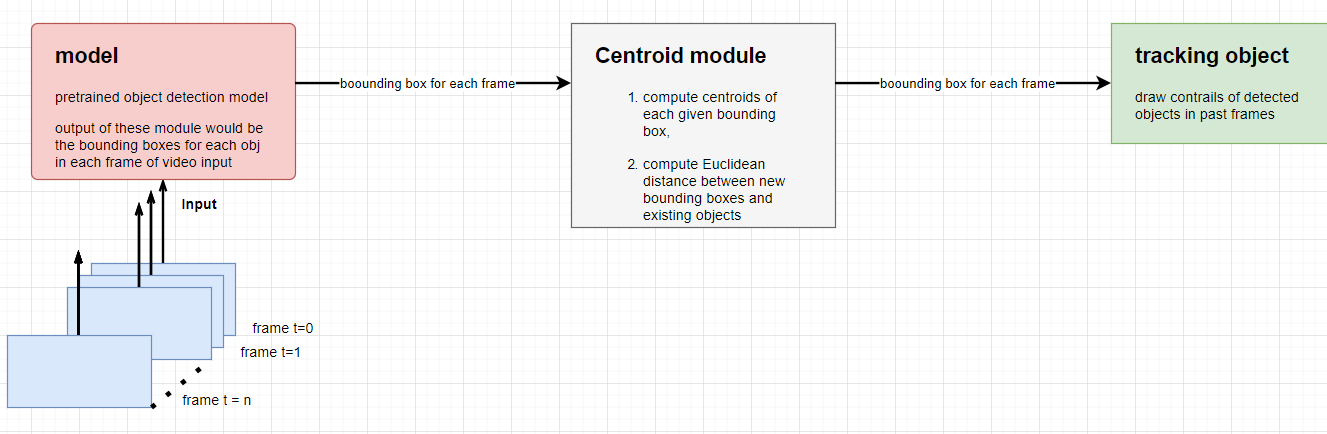 model
pretrained object detection model
output of these module would be
the bounding boxes for each obj
in each frame of video input
boounding box for each frame
Centroid module
1. compute centroids of
each given bounding
box,
2. compute Euclidean
distance between new
bounding boxes and
existing objects
boounding box for each frame
tracking object
draw contrails of detected
objects in past frames
Input
frame t=0
frame t=1
frame t = n